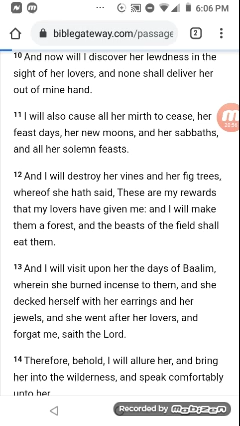 6:06 PM
biblegateway.com/passage
2
10 And now will I discover her lewdness in the
sight of her lovers, and none shall deliver her
out of mine hand.
11 I will also cause all her mirth to cease, her
feast days, her new moons, and her sabbaths,
and all her solemn feasts.
12 And I will destroy her vines and her fig trees,
whereof she hath said, These are my rewards
that my lovers have given me: and I will make
them a forest, and the beasts of the field shall
eat them.
13 And I will visit upon her the days of Baalim,
wherein she burned incense to them, and she
decked herself with her earrings and her
jewels, and she went after her lovers, and
forgat me, saith the Lord.
14 Therefore, behold, I will allure her, and bring
her into the wilderness, and speak comfortably
unto her
Recorded by mobizen